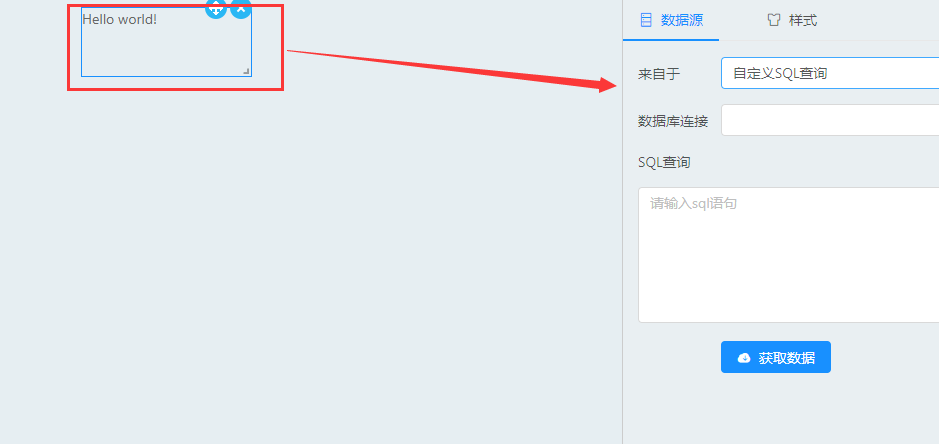 Hello world!
数据源
样式
来自于
自定义SQL查询
数据库连接
SQL查询
请输入sql语句
获取数据